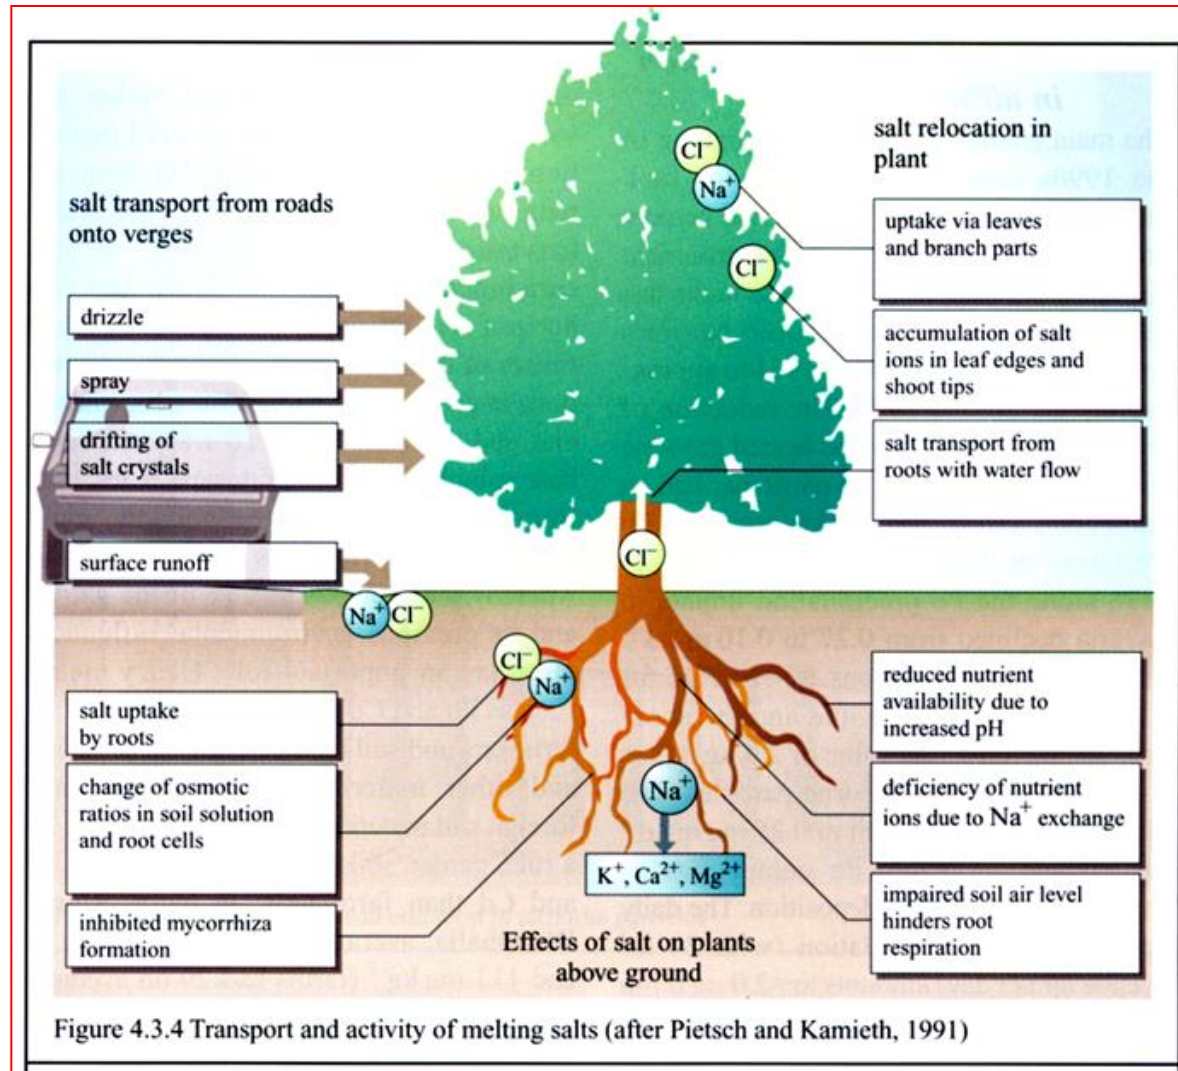 salt transport from roads
onto verges
drizzle
spray
drifting of
salt crystals
surface runoff
salt relocation in
plant
uptake via leaves
and branch parts
accumulation of salt
ions in leaf edges and
shoot tips
salt transport from
roots with water flow
Cl⁻
Na⁺
Cl⁻
Cl⁻
Na⁺
Cl⁻
Cl⁻
Na⁺
Na⁺
K⁺, Ca²⁺, Mg²⁺
salt uptake
by roots
change of osmotic
ratios in soil solution
and root cells
inhibited mycorrhiza
formation
reduced nutrient
availability due to
increased pH
deficiency of nutrient
ions due to Na⁺ exchange
impaired soil air level
hinders root
respiration
Effects of salt on plants
above ground
Figure 4.3.4 Transport and activity of melting salts (after Pietsch and Kamieth, 1991)